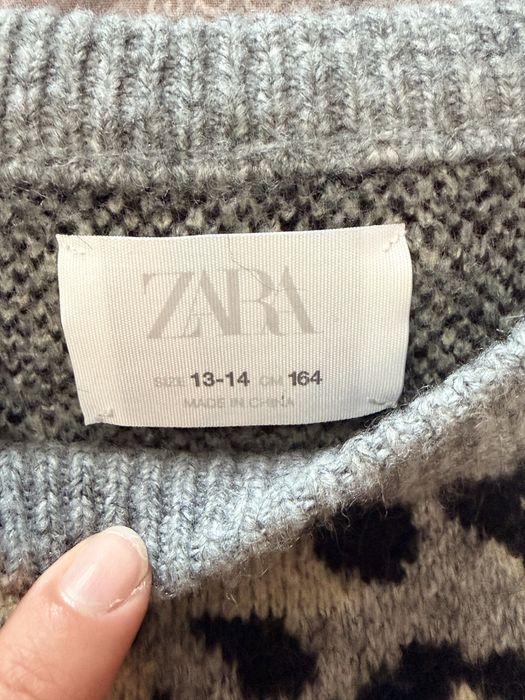 ZARA
SIZE 13-14 CM 164
MADE IN CHINA